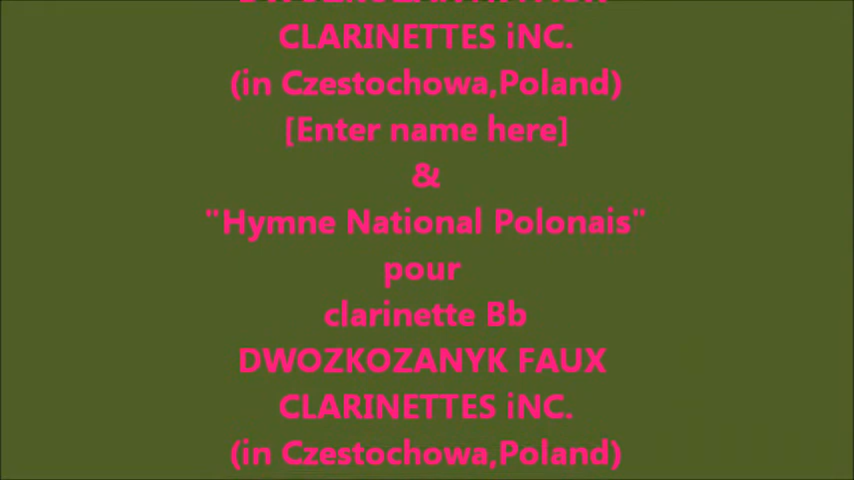 CLARINETTES iNC.
(in Czestochowa,Poland)
[Enter name here]
&
"Hymne National Polonais"
pour
clarinette Bb
DWOZKOZANYK FAUX
CLARINETTES iNC.
(in Czestochowa,Poland)